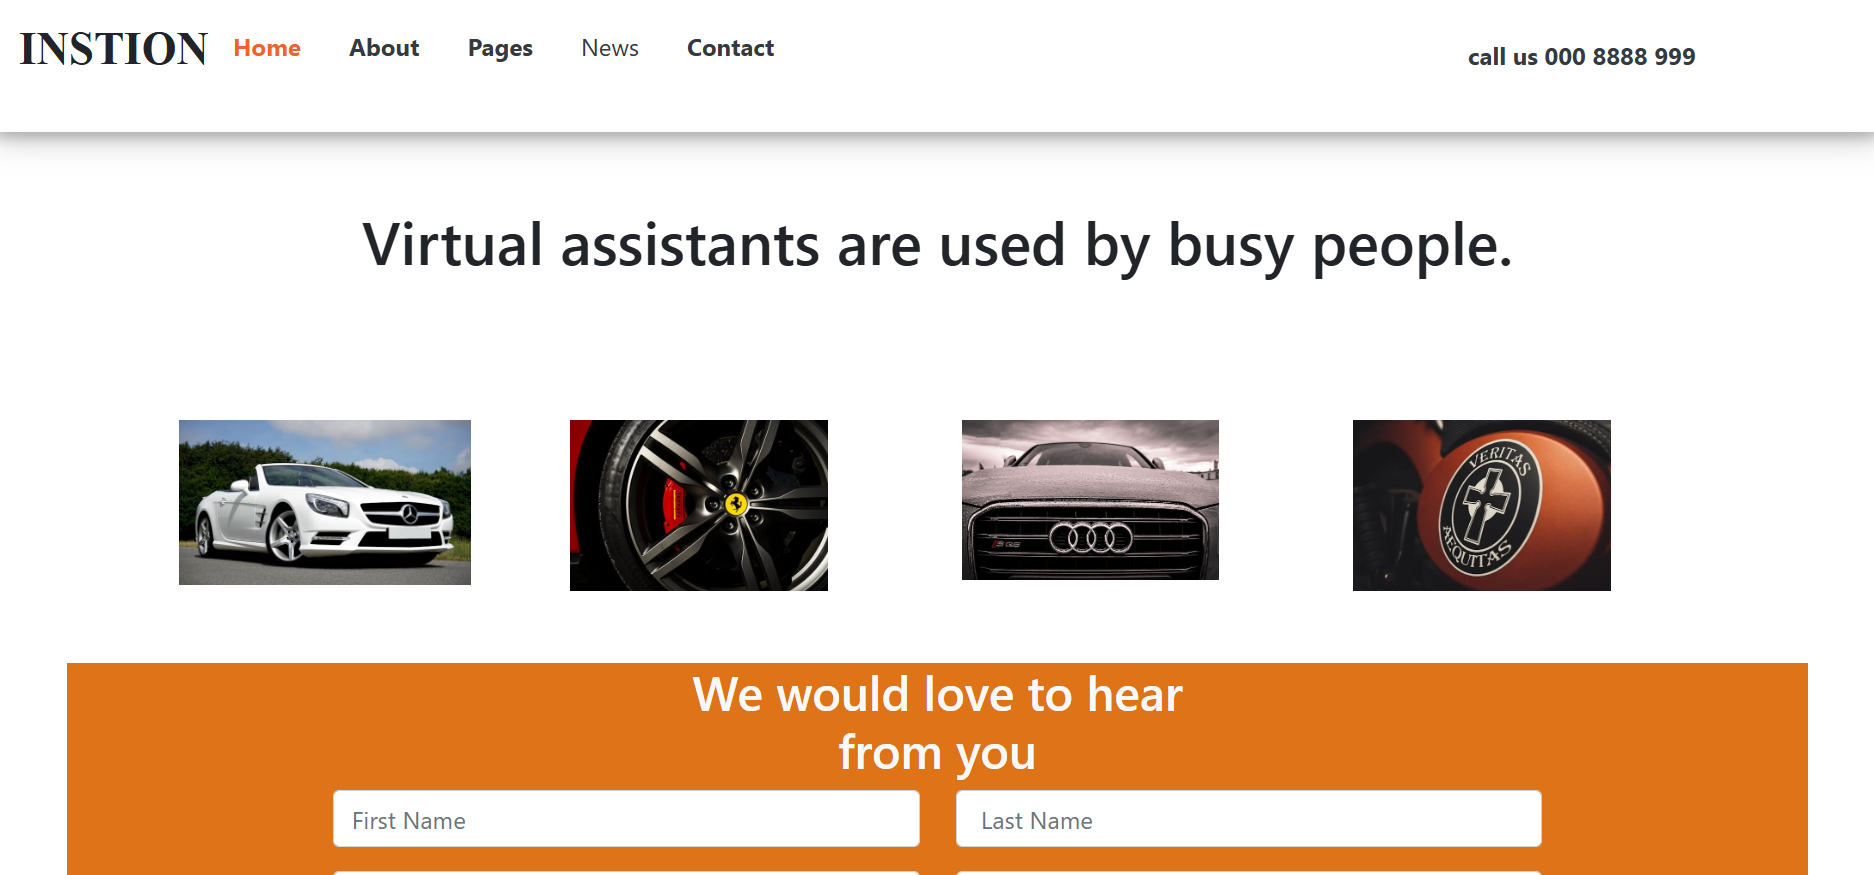 INSTION
Home
About
Pages
News
Contact
call us 000 8888 999
Virtual assistants are used by busy people.
VERITAS
AEQUITAS
We would love to hear
from you
First Name
Last Name